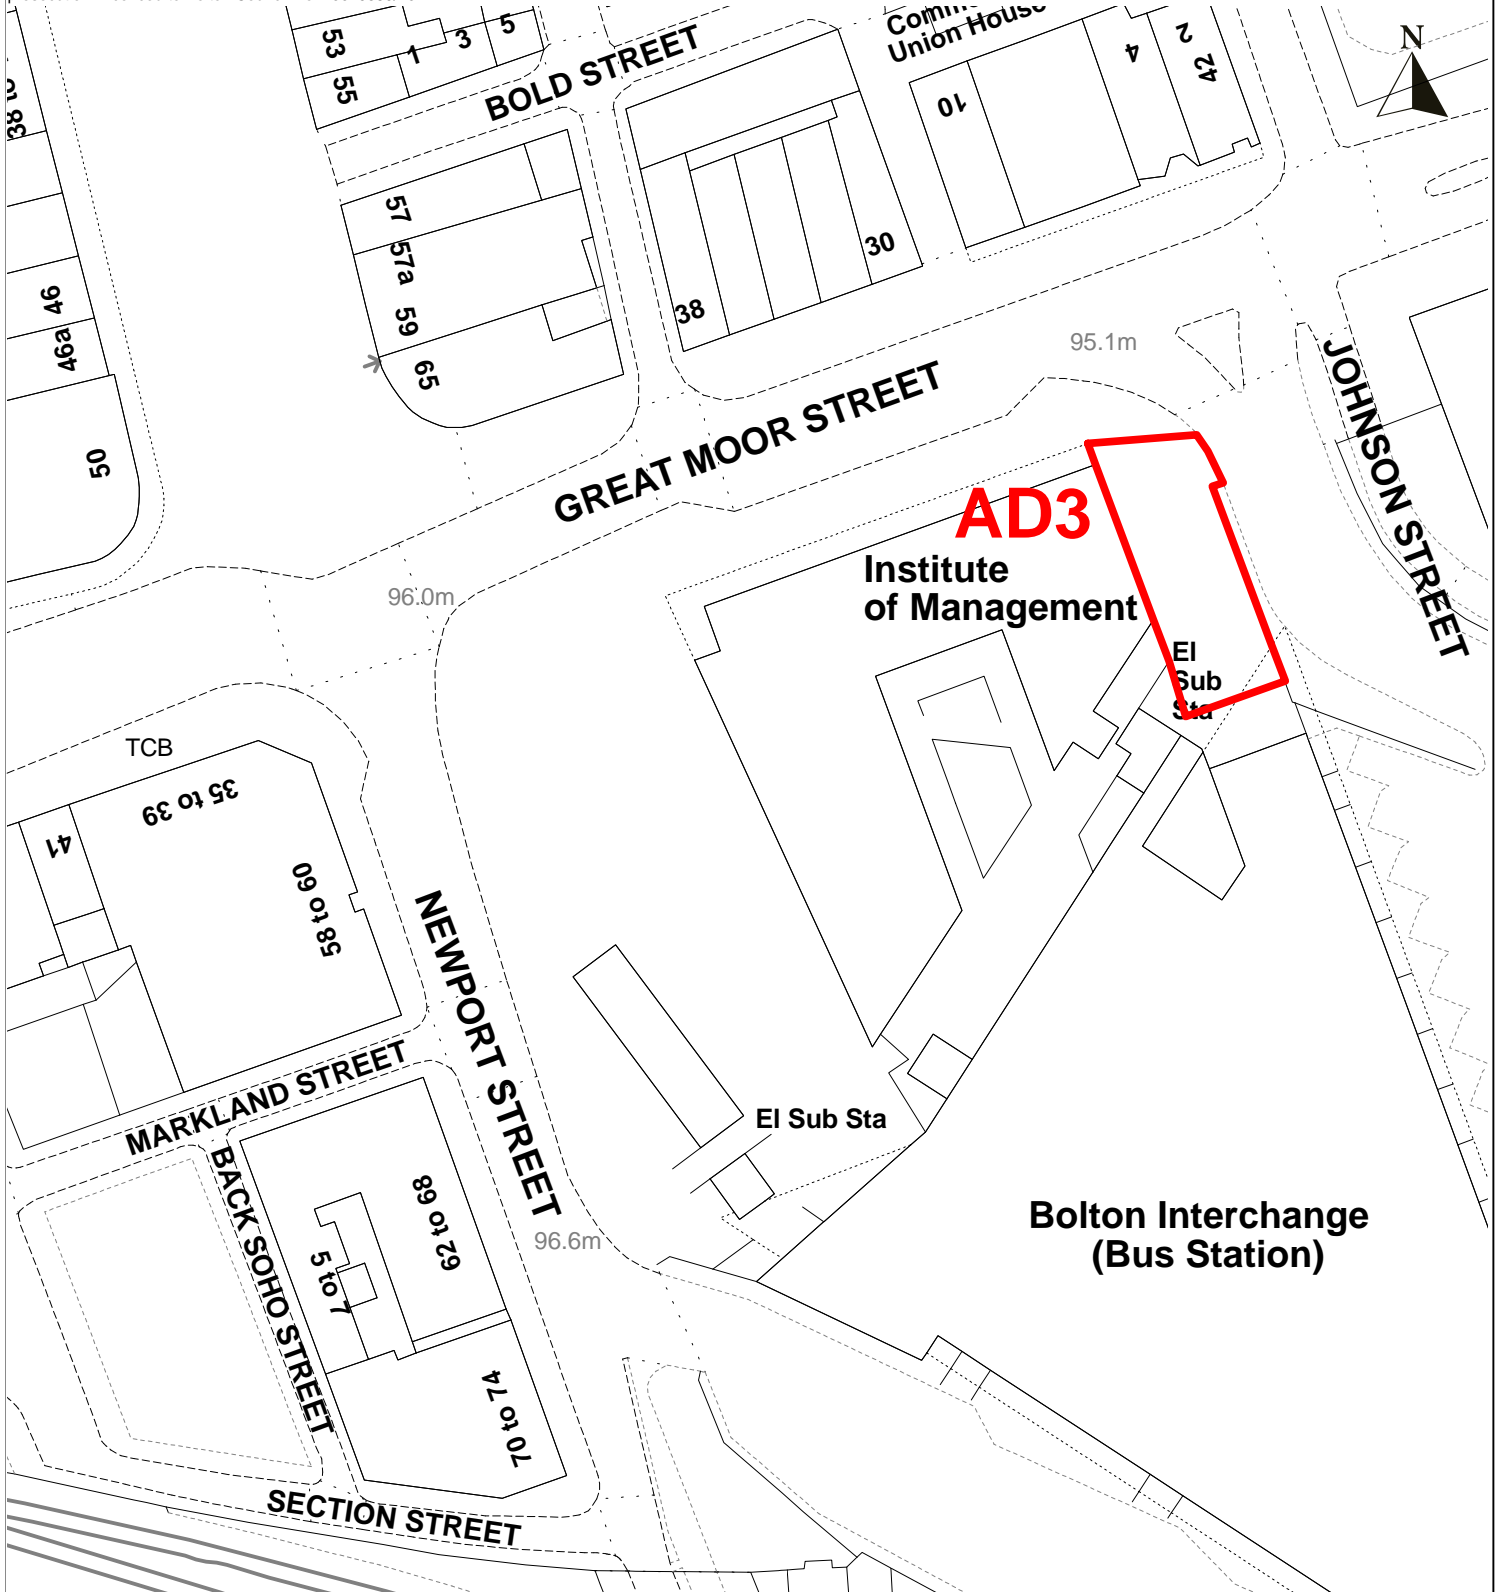 53
1
3
5
55
BOLD STREET
Union House
10
4
2
42
N
57
57a
59
65
38
30
46
46a
50
95.1m
GREAT MOOR STREET
JOHNSON STREET
AD3
Institute
of Management
96.0m
El
Sub
Sta
TCB
35 to 39
41
58 to 60
NEWPORT STREET
MARKLAND STREET
El Sub Sta
BACK SOHO STREET
62 to 68
5 to 7
96.6m
Bolton Interchange
(Bus Station)
70 to 74
SECTION STREET